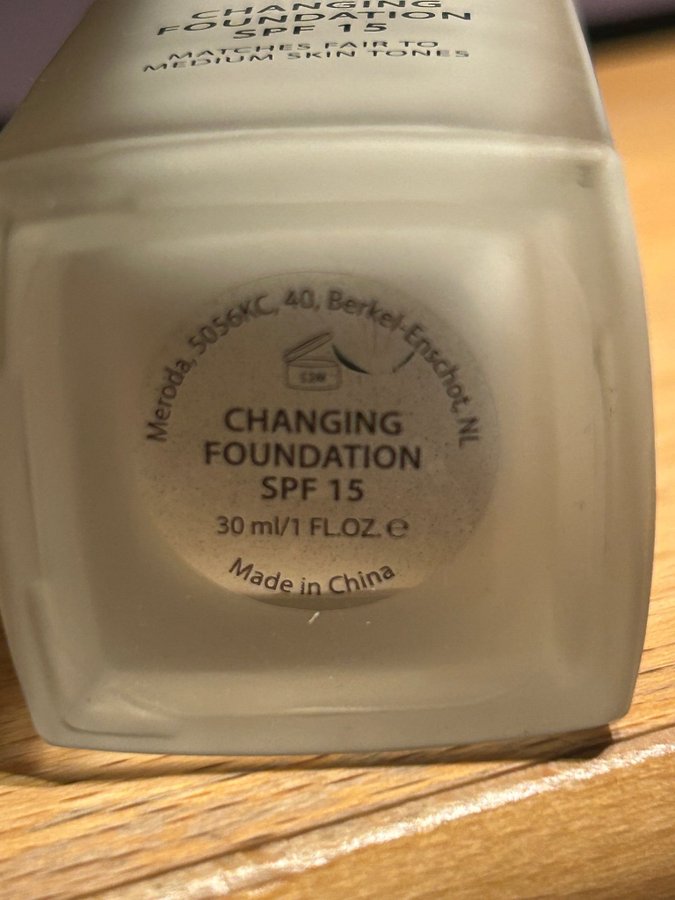 CHANGING
FOUNDATION
SPF 15
MATCHES FAIR TO
MEDIUM SKIN TONES
Meroda, 5056KC, 40, Berkel-Enschot, NL
CHANGING
FOUNDATION
SPF 15
30 ml/1 FL.OZ. e
Made in China